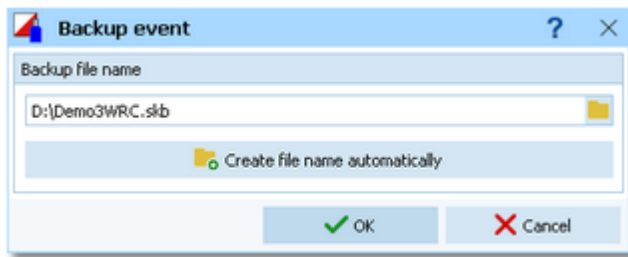 Backup event
Backup file name
D:\Demo3WRC.skb
Create file name automatically
OK Cancel